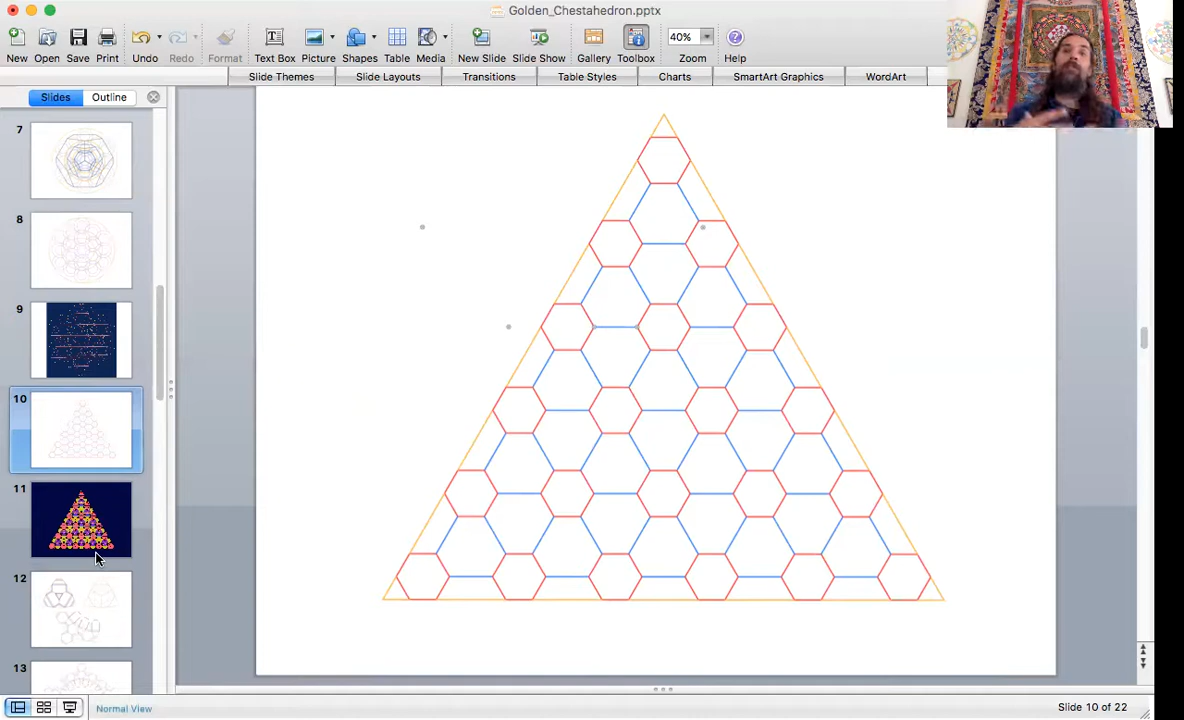 Golden_Chestahedron.pptx
New Open Save Print Undo Redo Format Text Box Picture Shapes Table Media New Slide Slide Show Gallery Toolbox 40% Zoom Help
Slide Themes Slide Layouts Transitions Table Styles Charts SmartArt Graphics WordArt
Slides Outline
7
8
9
10
11
12
13
Normal View Slide 10 of 22